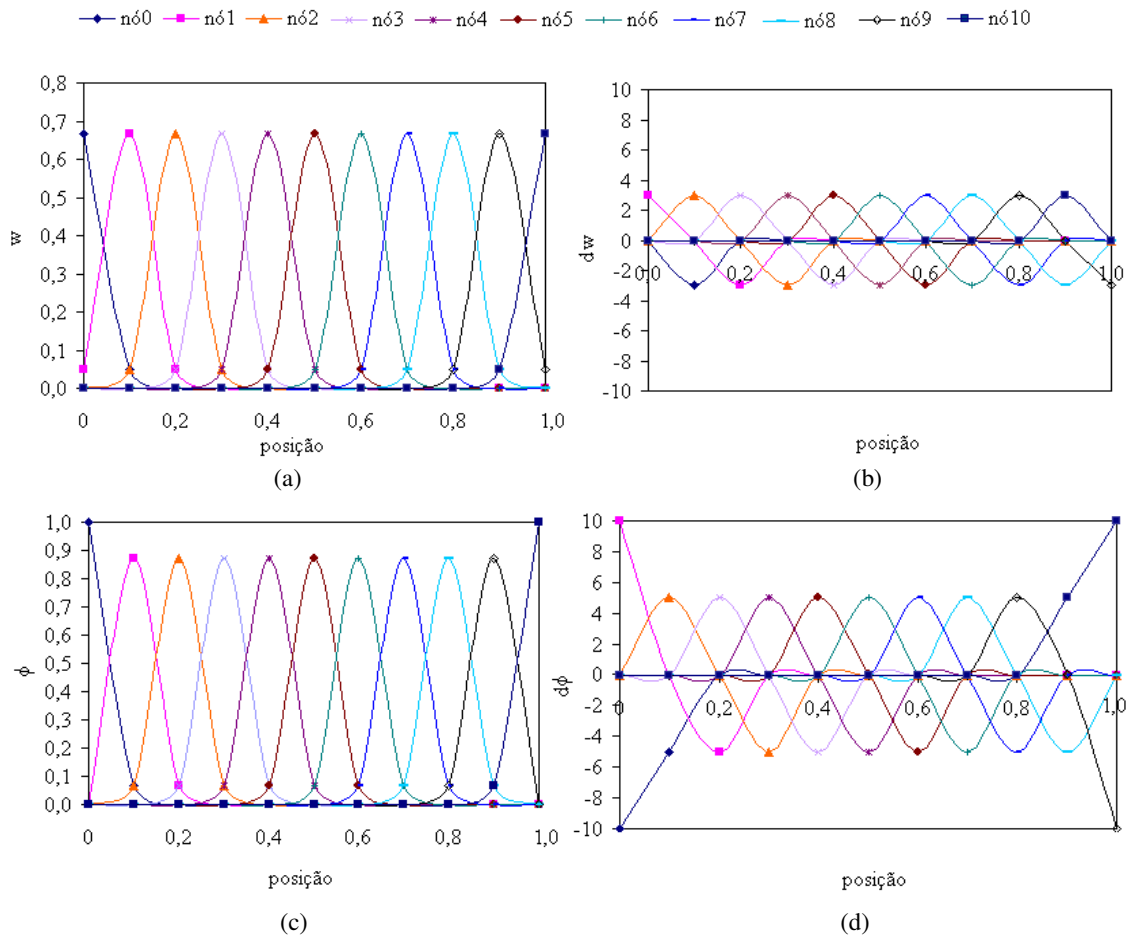 nó0 nó1 nó2 nó3 nó4 nó5 nó6 nó7 nó8 nó9 nó10
0,8
0,7
0,6
0,5
0,4
0,3
0,2
0,1
0,0
w
0 0,2 0,4 0,6 0,8 1,0
posição
(a)
10
8
6
4
2
0
-2
-4
-6
-8
-10
dw
0 0,2 0,4 0,6 0,8 1,0
posição
(b)
1,0
0,9
0,8
0,7
0,6
0,5
0,4
0,3
0,2
0,1
0,0
ϕ
0 0,2 0,4 0,6 0,8 1,0
posição
(c)
10
8
6
4
2
0
-2
-4
-6
-8
-10
dϕ
0 0,2 0,4 0,6 0,8 1,0
posição
(d)